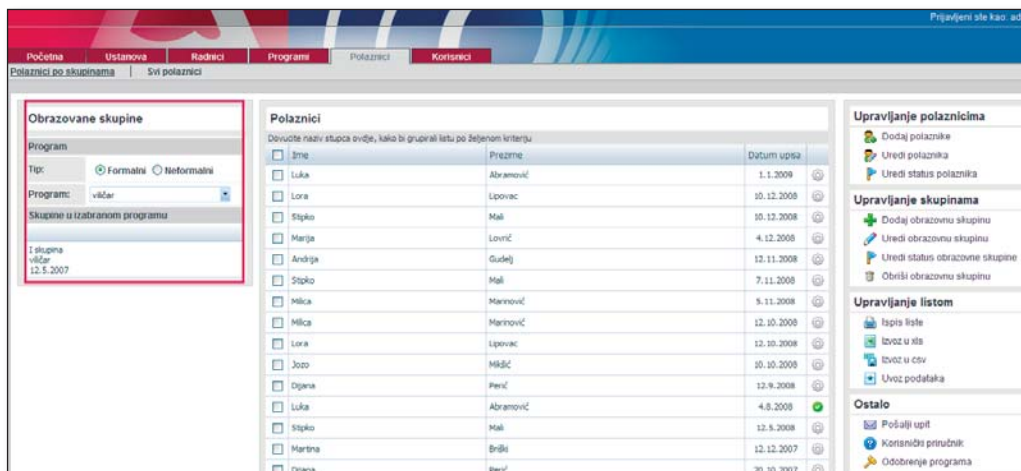 Prijavljeni ste kao: ad
Početna Ustanova Radnici Programi Polaznici Korisnici
Polaznici po skupinama | Svi polaznici
Obrazovane skupine
Program
Tip: Formalni Neformalni
Program: viličar
Skupine u izabranom programu
I skupina
viličar
12.5.2007
Polaznici
Dovucite naziv stupca ovdje, kako bi grupirali listu po željenom kriteriju
Ime Prezime Datum upisa
Luka Abramović 1.1.2009
Lora Lipovac 10.12.2008
Stipko Mali 10.12.2008
Marija Lovrić 4.12.2008
Andrija Gudelj 12.11.2008
Stipko Mali 7.11.2008
Milica Marinović 5.11.2008
Milica Marinović 12.10.2008
Lora Lipovac 12.10.2008
Jozo Mikšić 10.10.2008
Dijana Perić 12.9.2008
Luka Abramović 4.8.2008
Stipko Mali 12.5.2008
Martina Briški 12.12.2007
Dijana Perić 20.10.2007
Upravljanje polaznicima
Dodaj polaznike
Uredi polaznika
Uredi status polaznika
Upravljanje skupinama
Dodaj obrazovnu skupinu
Uredi obrazovnu skupinu
Uredi status obrazovne skupine
Obriši obrazovnu skupinu
Upravljanje listom
Ispis liste
Izvoz u xls
Izvoz u csv
Uvoz podataka
Ostalo
Pošalji upit
Korisnički priručnik
Odobrenje programa